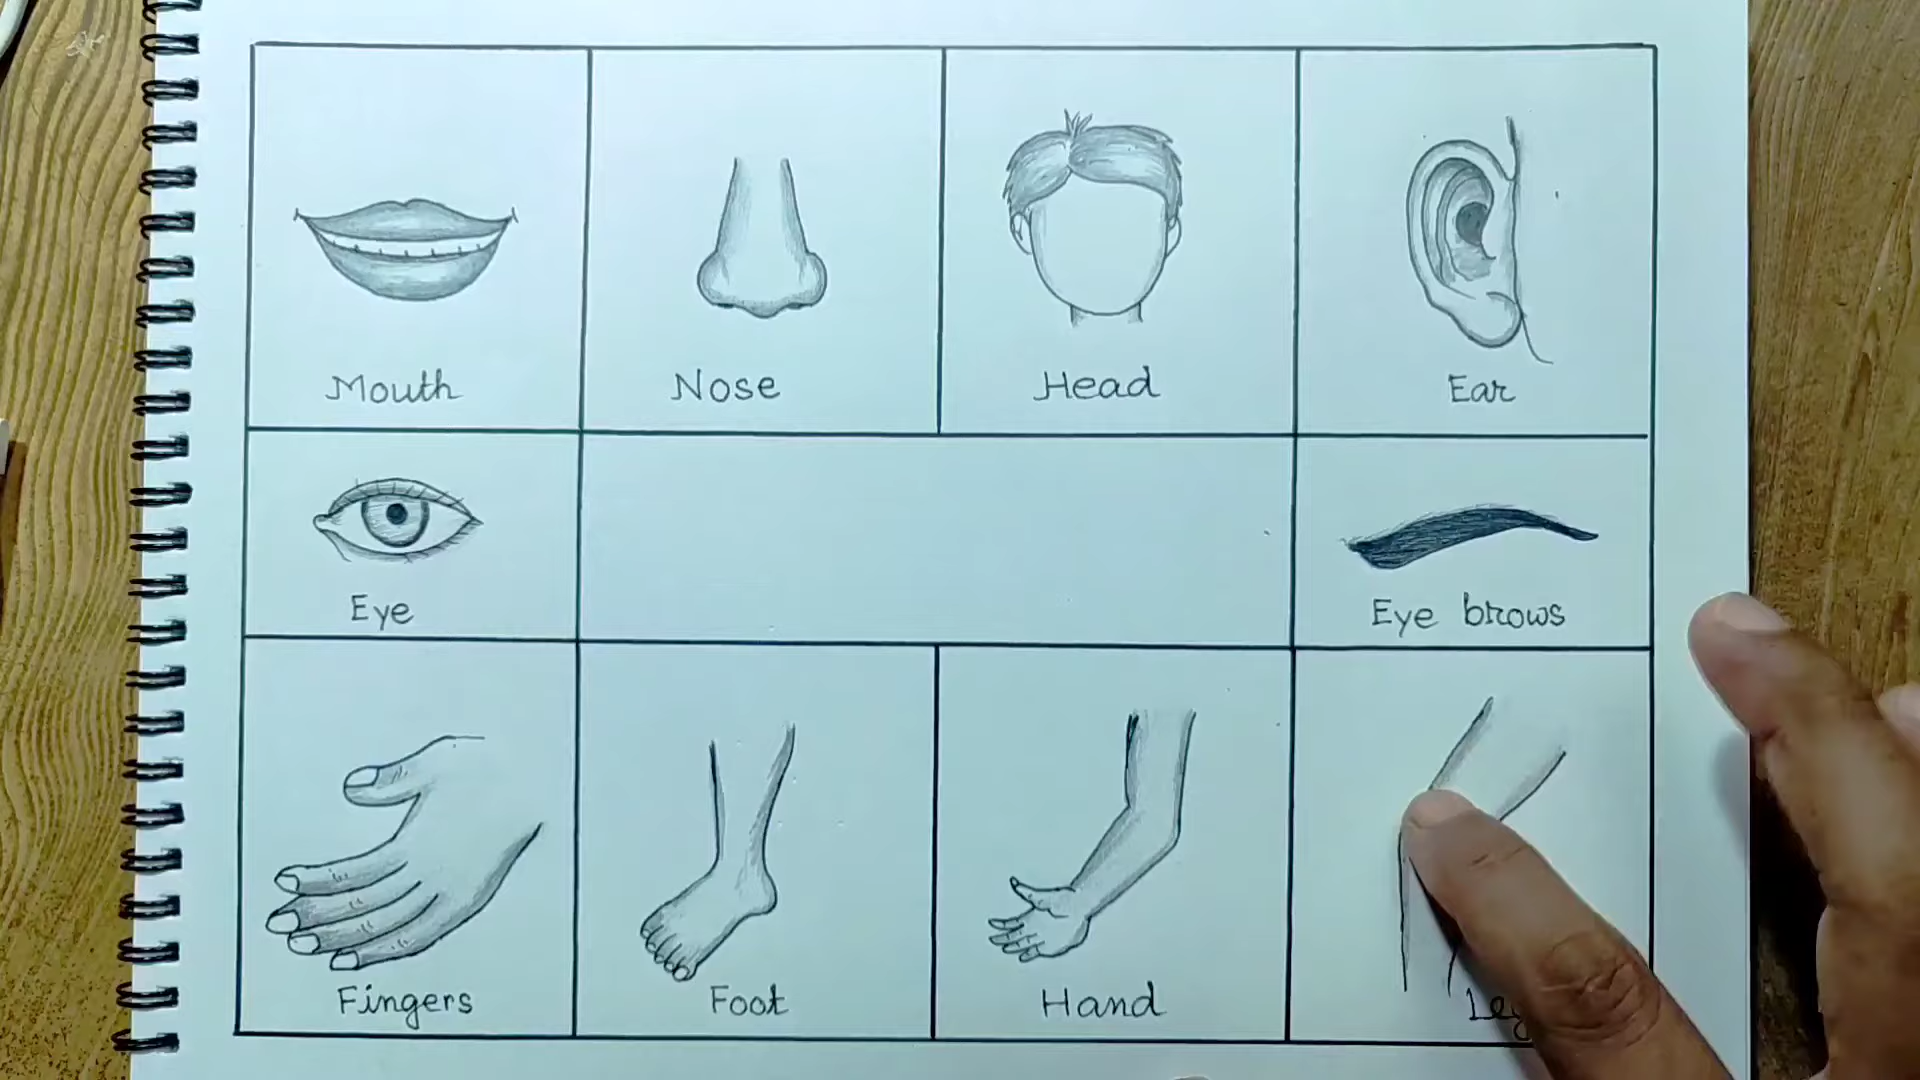 Mouth
Nose
Head
Ear
Eye
Eye brows
Fingers
Foot
Hand